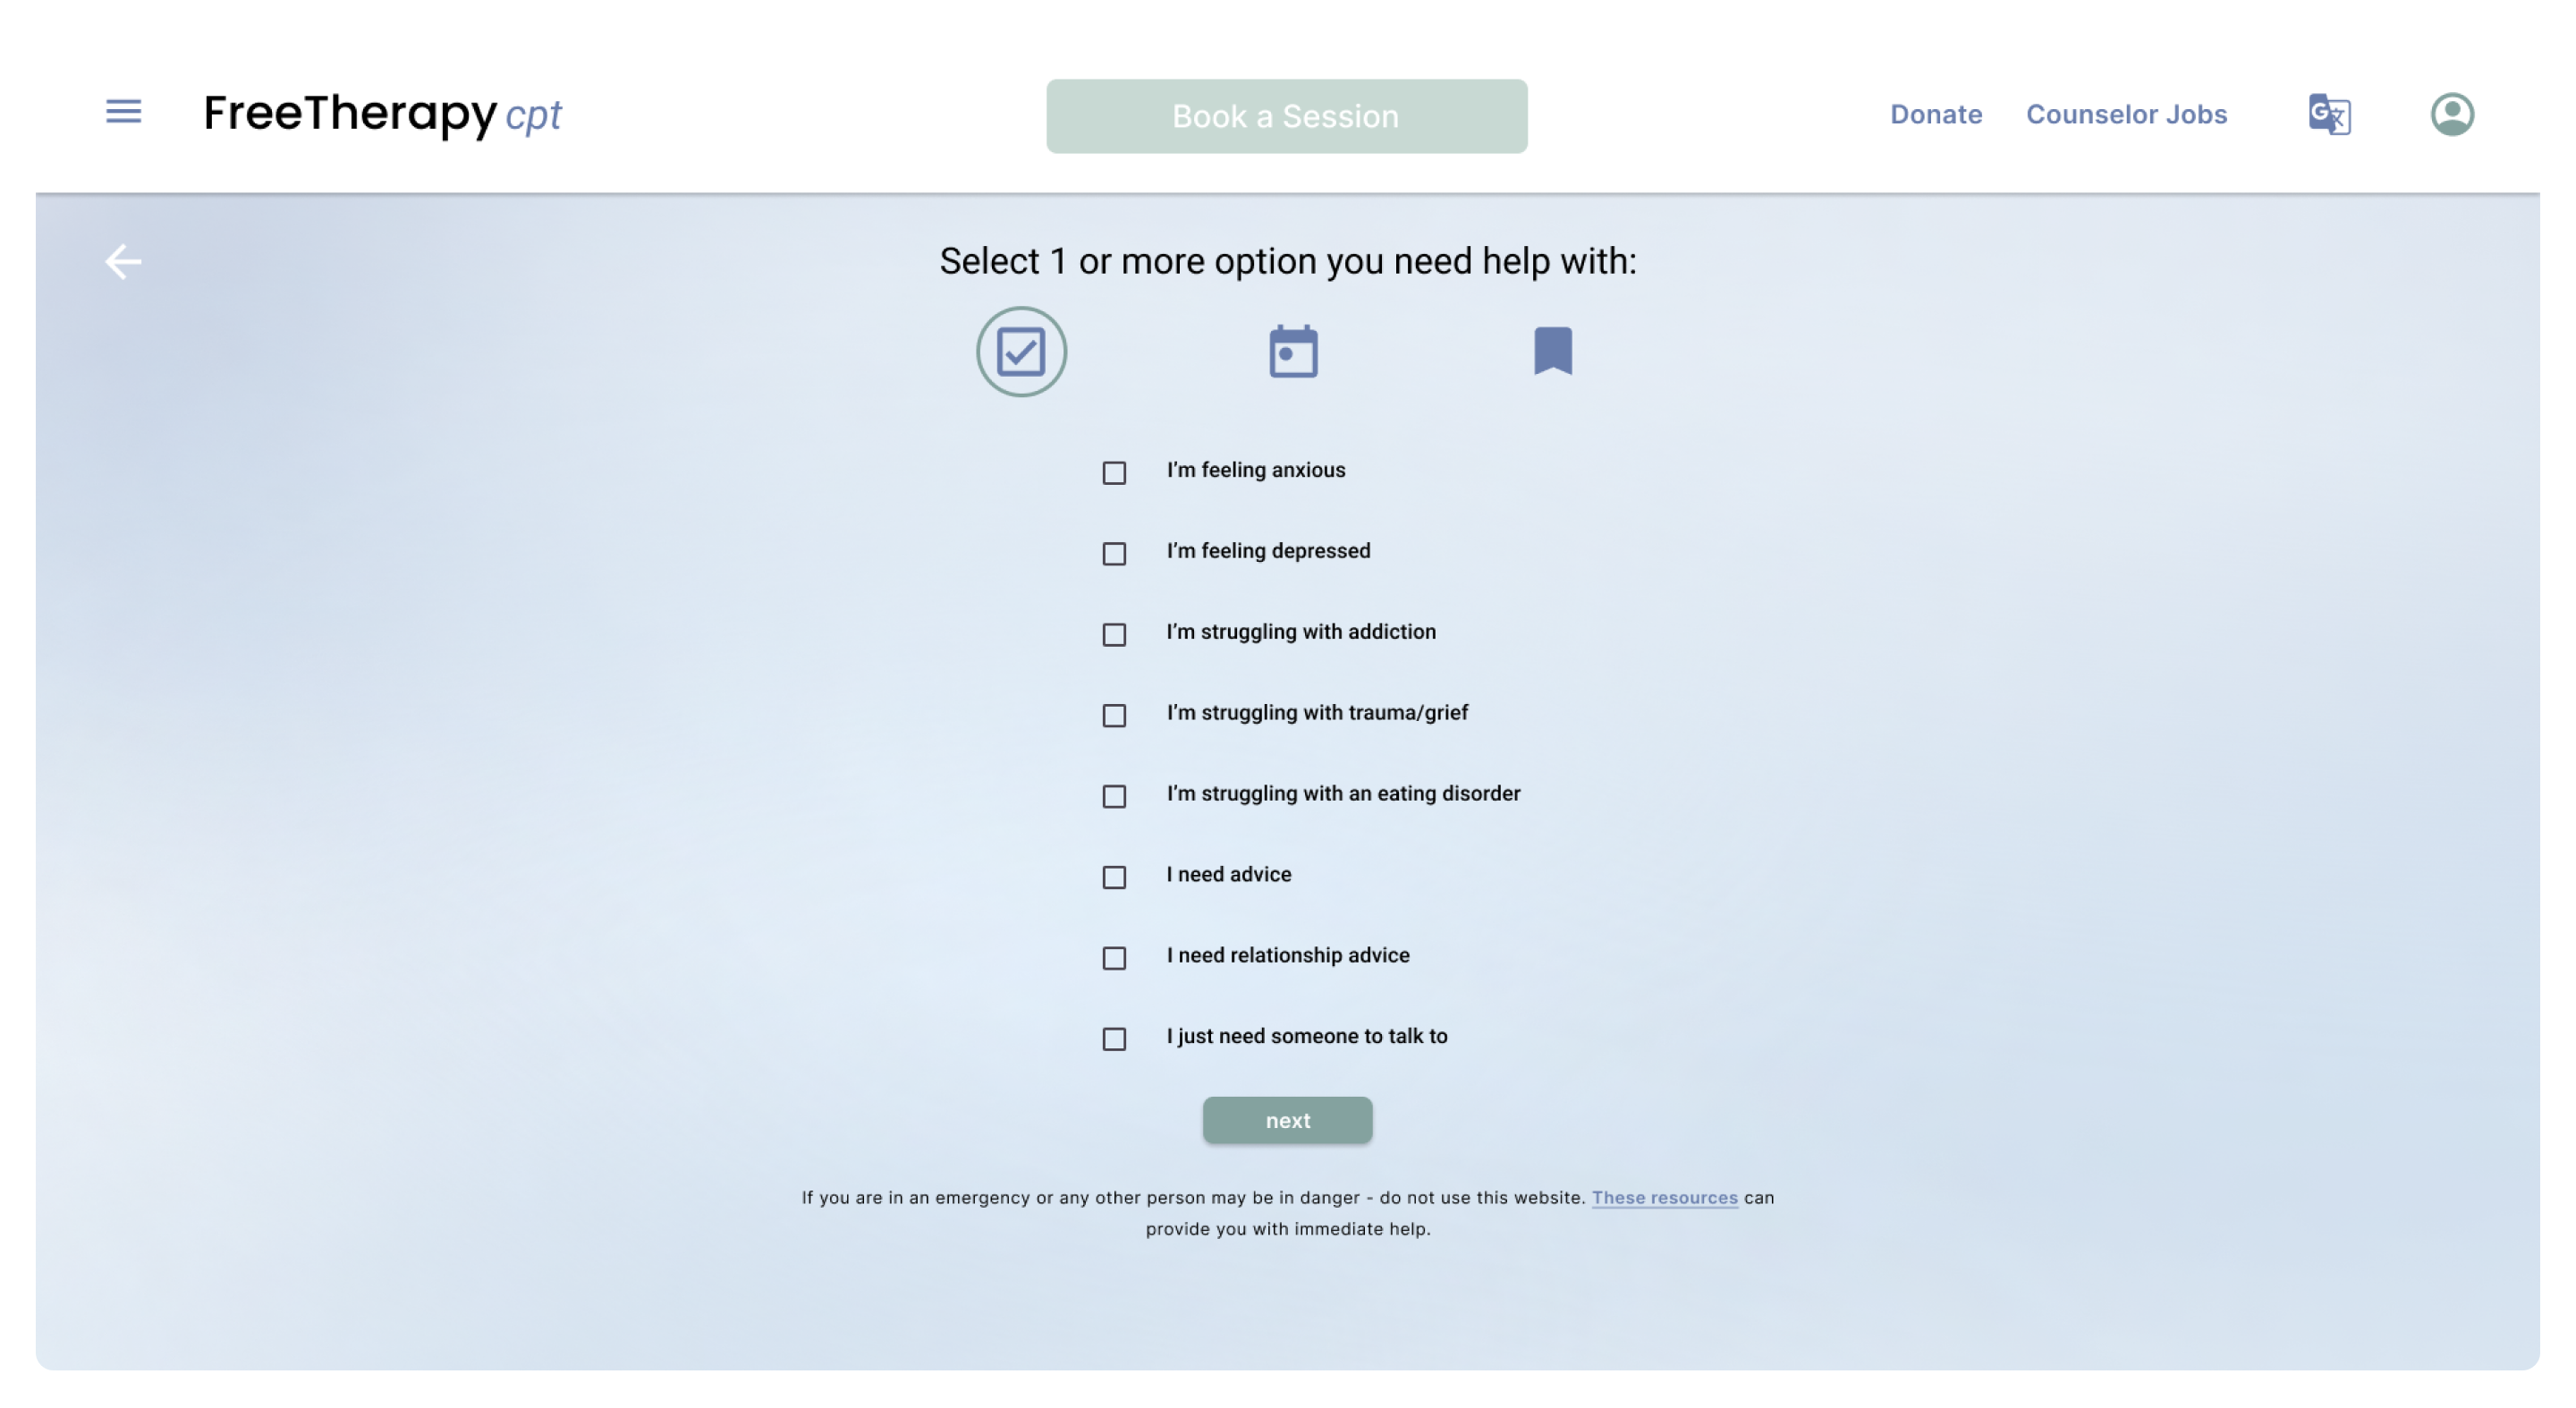 FreeTherapy cpt
Book a Session
Donate
Counselor Jobs
G文
Select 1 or more option you need help with:
I’m feeling anxious
I’m feeling depressed
I’m struggling with addiction
I’m struggling with trauma/grief
I’m struggling with an eating disorder
I need advice
I need relationship advice
I just need someone to talk to
next
If you are in an emergency or any other person may be in danger - do not use this website. These resources can
provide you with immediate help.